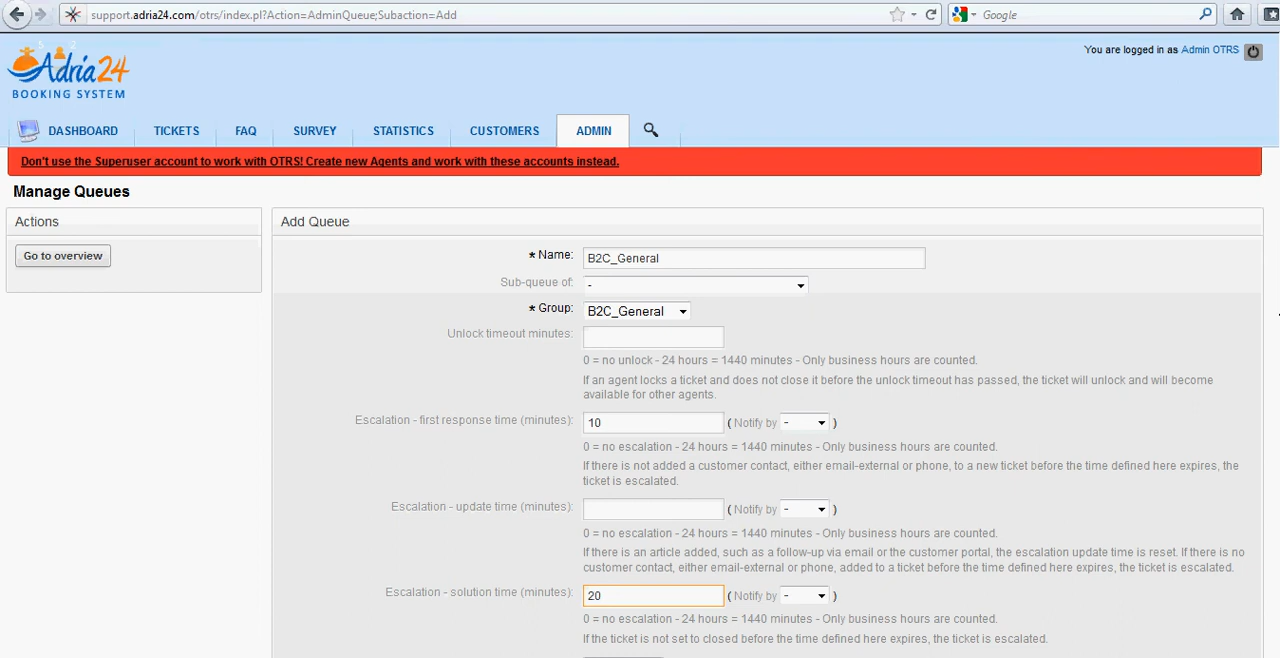 support.adria24.com/otrs/index.pl?Action=AdminQueue;Subaction=Add
Google
Adria24
BOOKING SYSTEM
You are logged in as Admin OTRS
DASHBOARD TICKETS FAQ SURVEY STATISTICS CUSTOMERS ADMIN
Don't use the Superuser account to work with OTRS! Create new Agents and work with these accounts instead.
Manage Queues
Actions
Go to overview
Add Queue
* Name: B2C_General
Sub-queue of: -
* Group: B2C_General
Unlock timeout minutes:
0 = no unlock - 24 hours = 1440 minutes - Only business hours are counted.
If an agent locks a ticket and does not close it before the unlock timeout has passed, the ticket will unlock and will become
available for other agents.
Escalation - first response time (minutes): 10 ( Notify by - )
0 = no escalation - 24 hours = 1440 minutes - Only business hours are counted.
If there is not added a customer contact, either email-external or phone, to a new ticket before the time defined here expires, the
ticket is escalated.
Escalation - update time (minutes): ( Notify by - )
0 = no escalation - 24 hours = 1440 minutes - Only business hours are counted.
If there is an article added, such as a follow-up via email or the customer portal, the escalation update time is reset. If there is no
customer contact, either email-external or phone, added to a ticket before the time defined here expires, the ticket is escalated.
Escalation - solution time (minutes): 20 ( Notify by - )
0 = no escalation - 24 hours = 1440 minutes - Only business hours are counted.
If the ticket is not set to closed before the time defined here expires, the ticket is escalated.